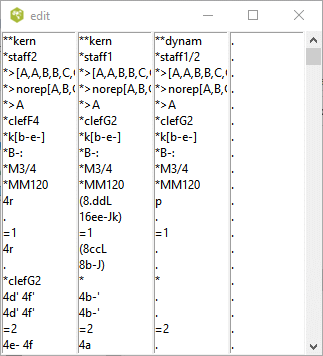 edit
**kern **kern **dynam .
*staff2 *staff1 *staff1/2 .
*>[A,A,B,B,C,C *>[A,A,B,B,C,C *>[A,A,B,B,C,C .
*>norep[A,B,C *>norep[A,B,C *>norep[A,B,C .
*>A *>A *>A .
*clefF4 *clefG2 *clefG2 .
*k[b-e-] *k[b-e-] *k[b-e-] .
*B-: *B-: *B-: .
*M3/4 *M3/4 *M3/4 .
*MM120 *MM120 *MM120 .
4r (8.ddL p .
. 16ee-Jk) . .
=1 =1 =1 .
4r (8ccL . .
. 8b-J) . .
*clefG2 * * .
4d' 4f' 4b-' . .
4d' 4f' 4b-' . .
=2 =2 =2 .
4e- 4f 4a . .